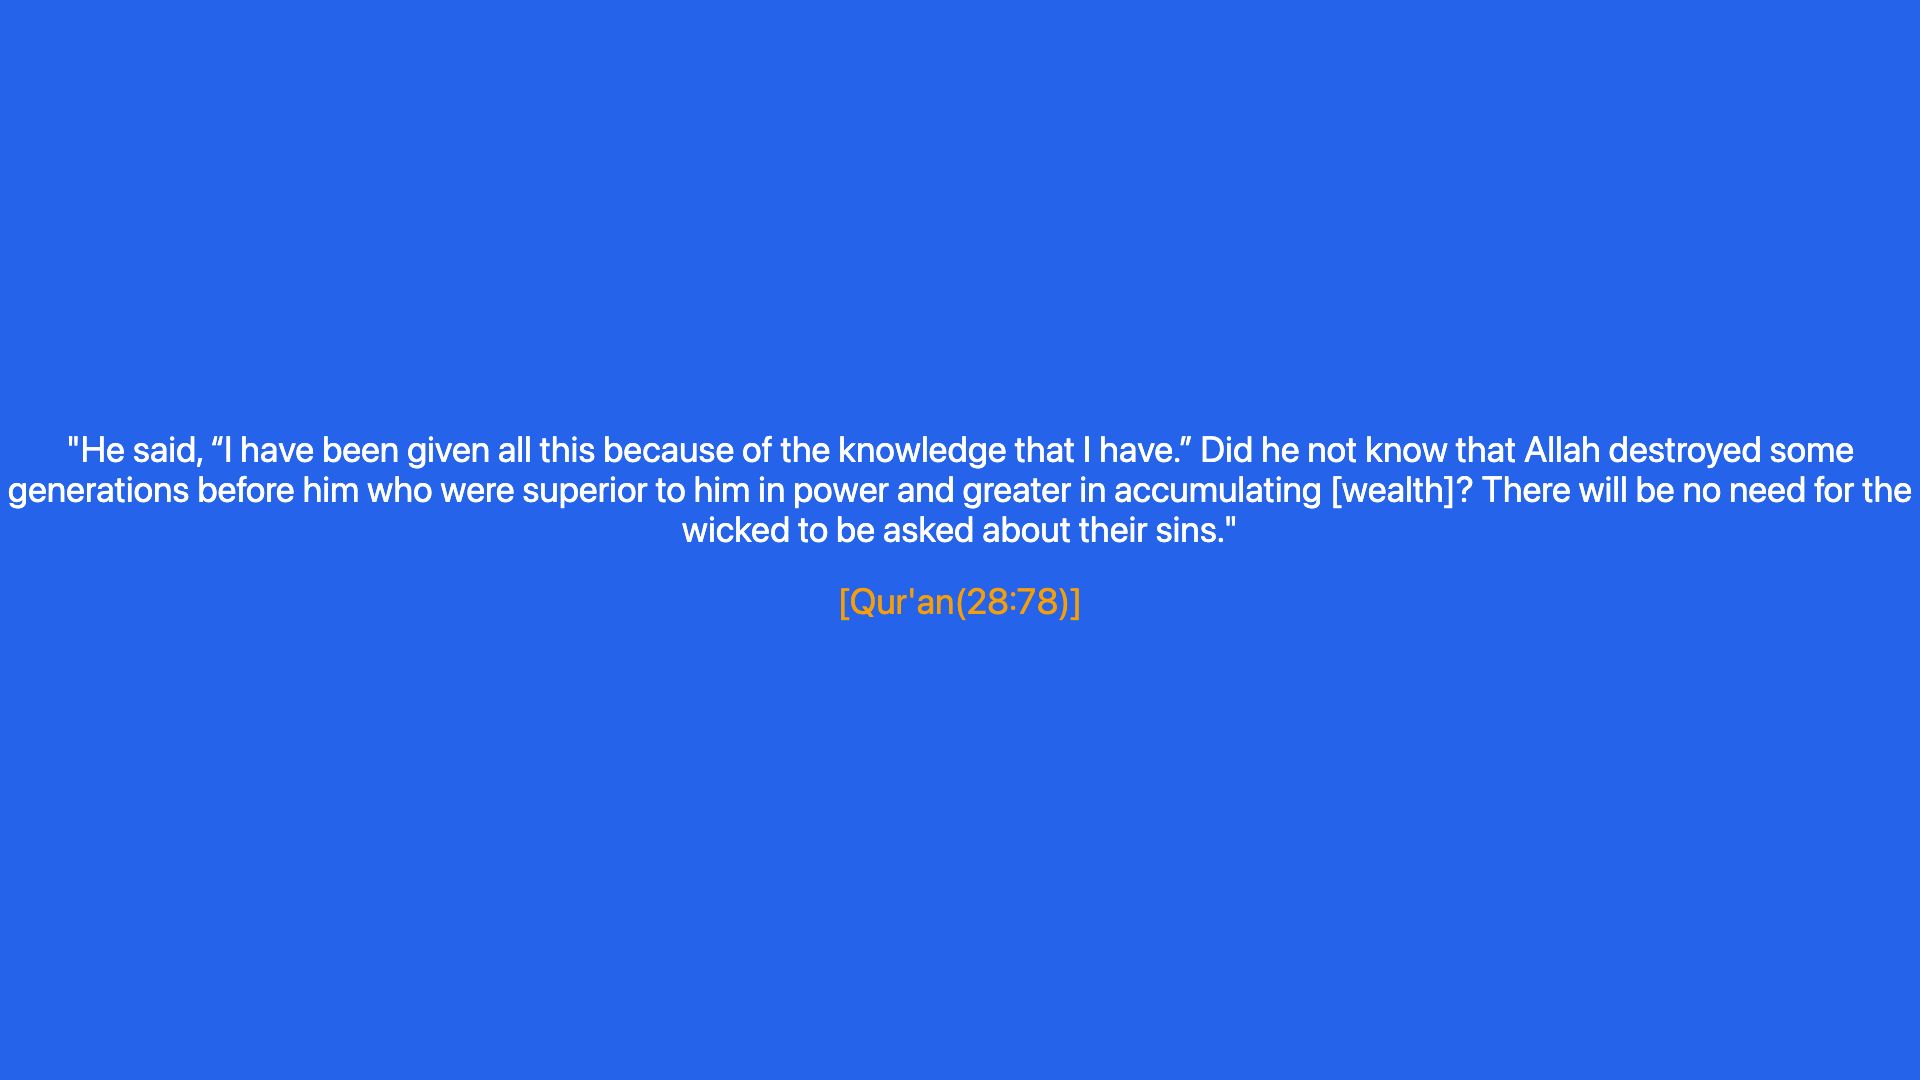 "He said, “I have been given all this because of the knowledge that I have.” Did he not know that Allah destroyed some
generations before him who were superior to him in power and greater in accumulating [wealth]? There will be no need for the
wicked to be asked about their sins."
[Qur'an(28:78)]